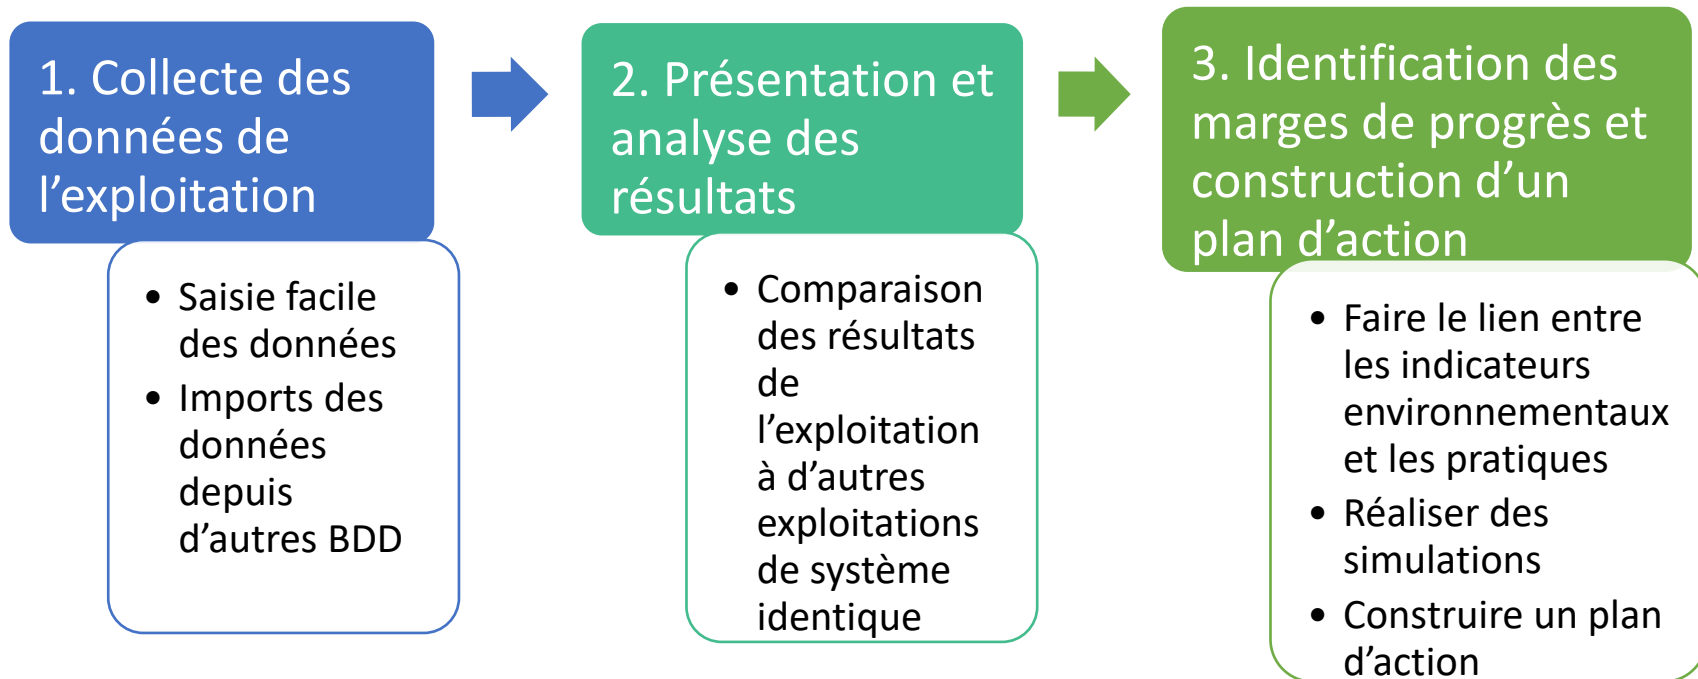 1. Collecte des
données de
l’exploitation
• Saisie facile
des données
• Imports des
données
depuis
d’autres BDD
2. Présentation et
analyse des
résultats
• Comparaison
des résultats
de
l’exploitation
à d’autres
exploitations
de système
identique
3. Identification des
marges de progrès et
construction d’un
plan d’action
• Faire le lien entre
les indicateurs
environnementaux
et les pratiques
• Réaliser des
simulations
• Construire un plan
d’action